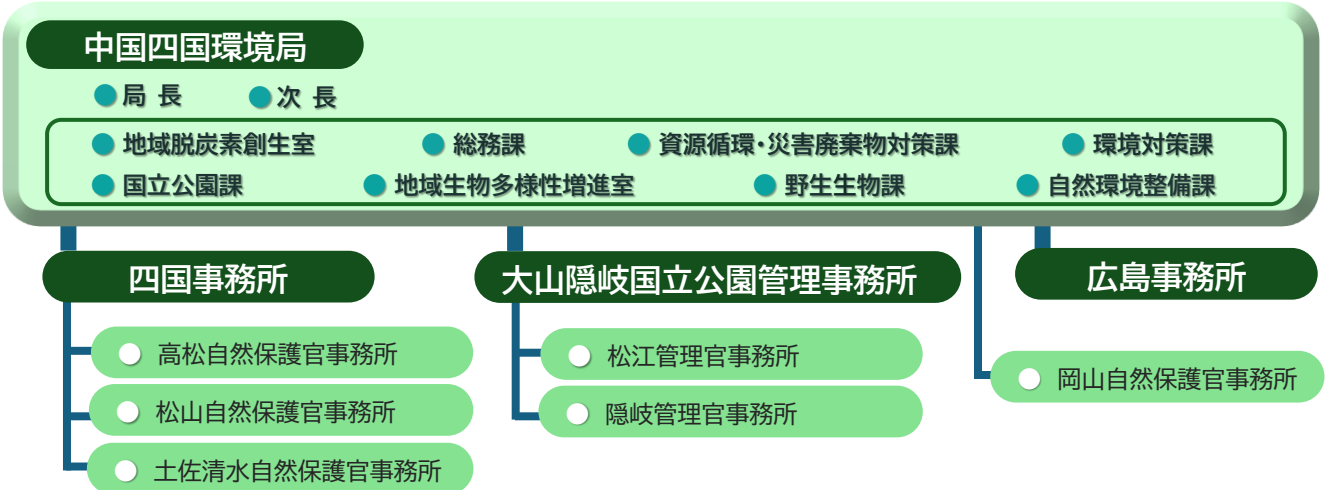 中国四国環境局
局 長 次 長
地域脱炭素創生室 総務課 資源循環・災害廃棄物対策課 環境対策課
国立公園課 地域生物多様性増進室 野生生物課 自然環境整備課
四国事務所
高松自然保護官事務所
松山自然保護官事務所
土佐清水自然保護官事務所
大山隠岐国立公園管理事務所
松江管理官事務所
隠岐管理官事務所
広島事務所
岡山自然保護官事務所